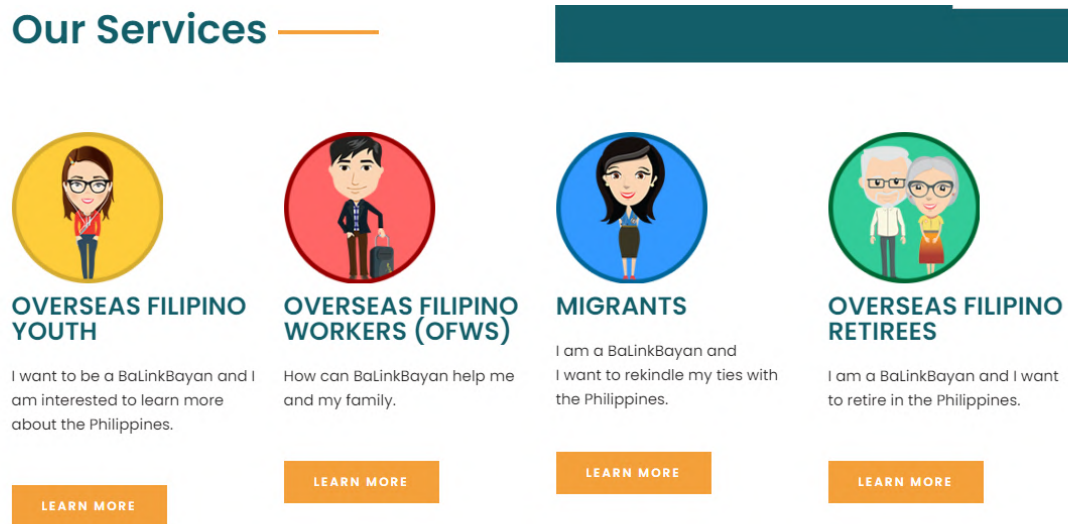 Our Services
OVERSEAS FILIPINO
YOUTH
I want to be a BaLinkBayan and I
am interested to learn more
about the Philippines.
LEARN MORE
OVERSEAS FILIPINO
WORKERS (OFWS)
How can BaLinkBayan help me
and my family.
LEARN MORE
MIGRANTS
I am a BaLinkBayan and
I want to rekindle my ties with
the Philippines.
LEARN MORE
OVERSEAS FILIPINO
RETIREES
I am a BaLinkBayan and I want
to retire in the Philippines.
LEARN MORE